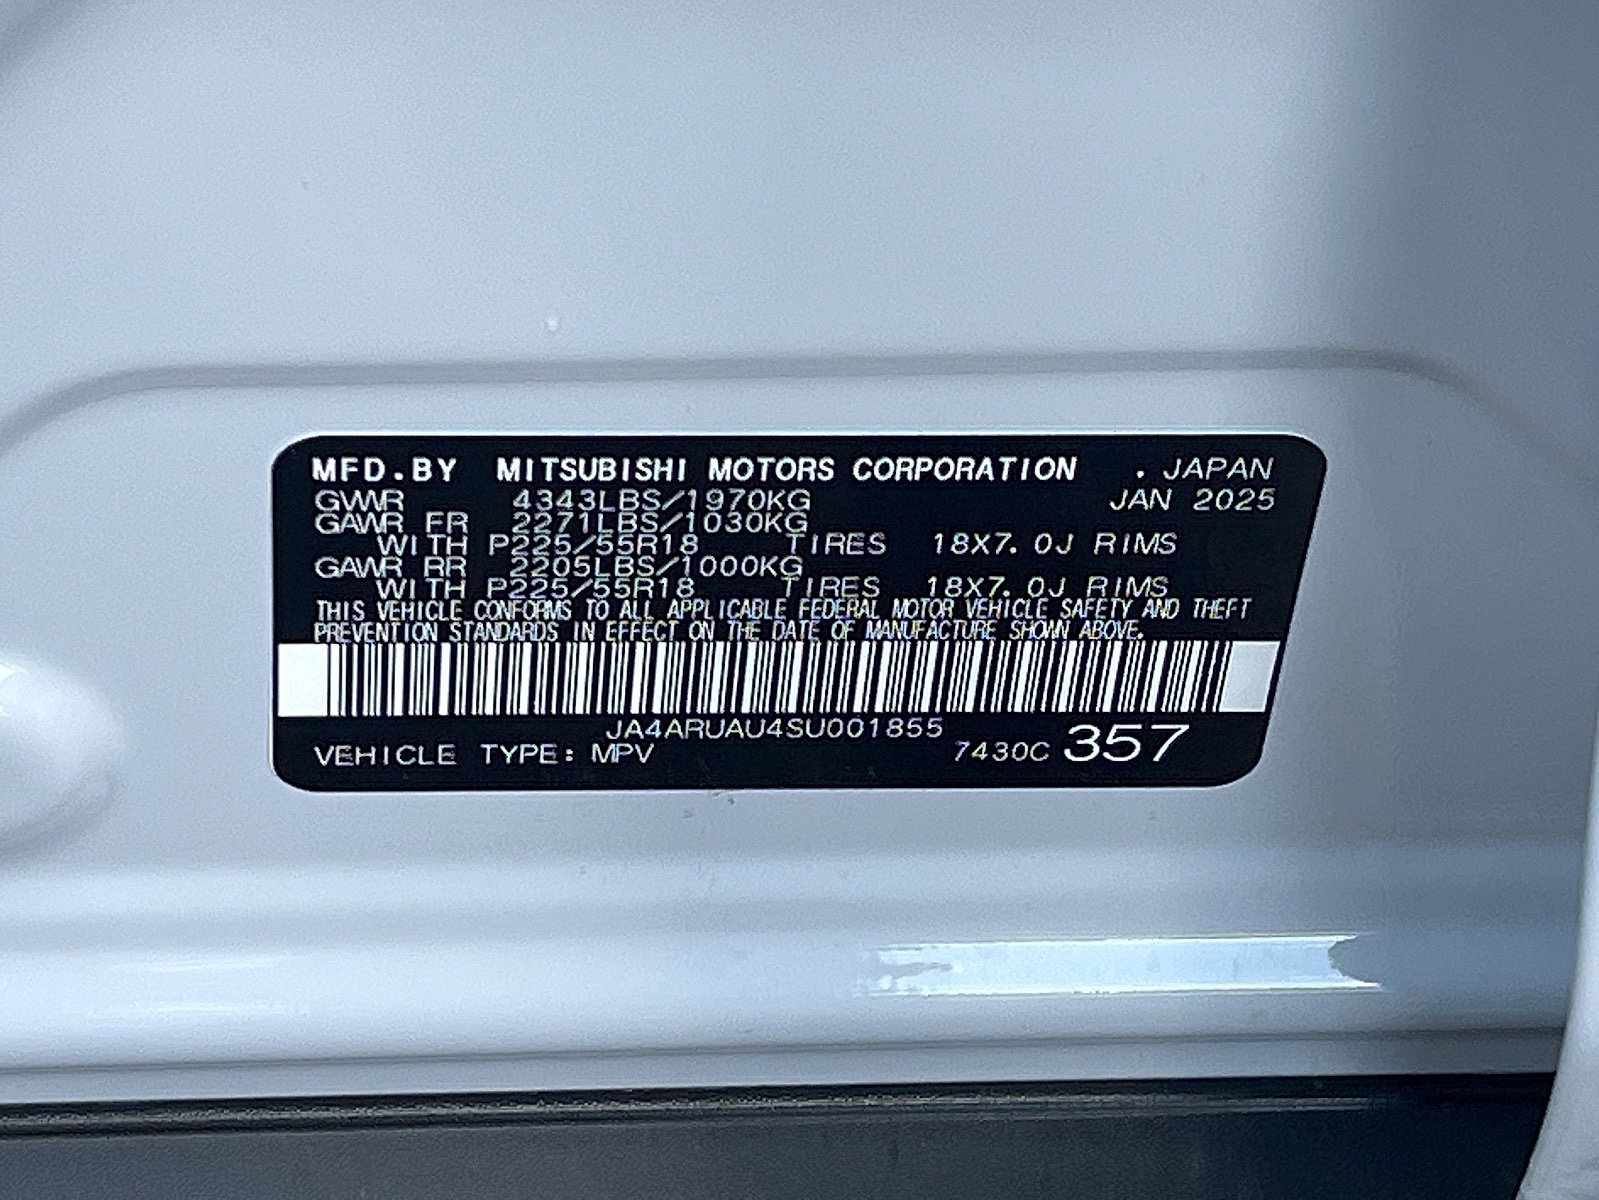 MFD.BY MITSUBISHI MOTORS CORPORATION . JAPAN
GVWR 4343LBS/1970KG JAN 2025
GAWR FR 2271LBS/1030KG
WITH P225/55R18 TIRES 18X7.0J RIMS
GAWR RR 2205LBS/1000KG
WITH P225/55R18 TIRES 18X7.0J RIMS
THIS VEHICLE CONFORMS TO ALL APPLICABLE FEDERAL MOTOR VEHICLE SAFETY AND THEFT
PREVENTION STANDARDS IN EFFECT ON THE DATE OF MANUFACTURE SHOWN ABOVE.
JA4ARUAU4SU001855
VEHICLE TYPE: MPV 7430C 357